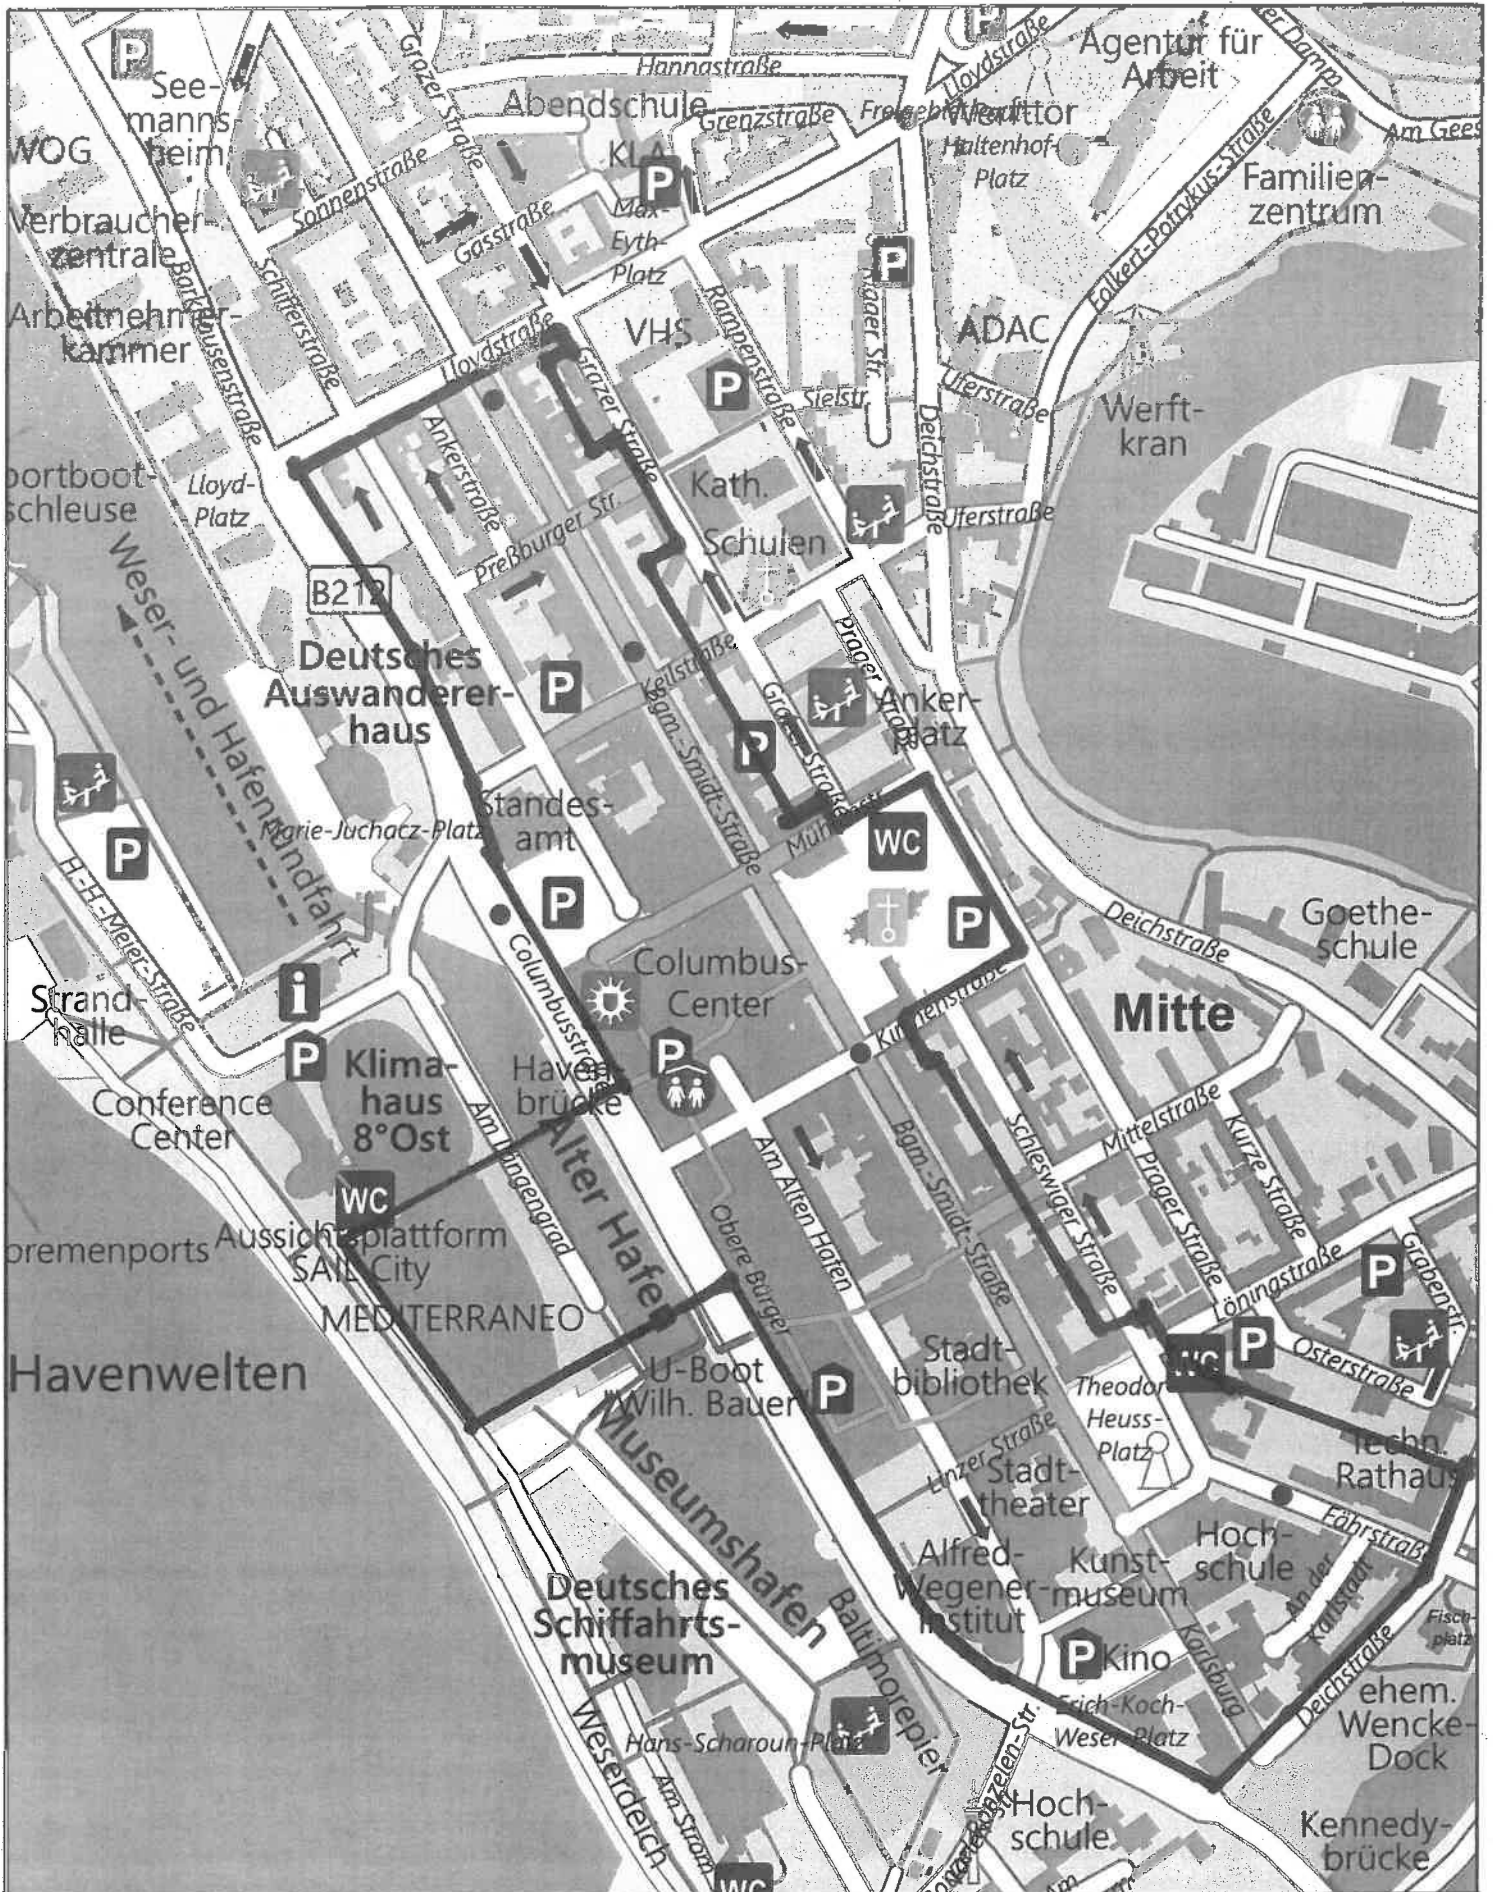 P
See-
manns-
heim
WOG
Grazer Straße
Hannastraße
Abendschule
Grenzstraße
Lloydstraße
P
Agentur für
Arbeit
Werfttor
Haltenhof-
Platz
Am Gees
Familien-
zentrum
Falkert-Potrykus-Straße
KLA
P
Max-
Eyth-
Platz
Sonnenstraße
Gasstraße
Verbraucher-
zentrale
Arbeitnehmer-
kammer
Barkhausenstraße
Schifferstraße
Lloydstraße
VHS
Rampenstraße
P
P
ADAC
Sielstr.
Uferstraße
Deichstraße
Werft-
kran
Grazer Straße
Ankerstraße
Lloyd-
Platz
portboot-
schleuse
Kath.
Schulen
Uferstraße
Preßburger Str.
B212
Weser- und Hafenrundfahrt
Deutsches
Auswanderer-
haus
P
Keilstraße
Bgm.-Smidt-Straße
P
Grazer Straße
Prager Straße
Anker-
platz
Standes-
amt
Marie-Juchacz-Platz
WC
P
P
P
H.-H.-Meier-Straße
Columbusstraße
Columbus-
Center
Deichstraße
Goethe-
schule
Mitte
Strand-
halle
i
P
Klima-
haus
8°Ost
Haven-
brücke
P
Kirchenstraße
Conference
Center
Am Längengrad
Alter Hafen
WC
Am Alten Hafen
Bgm.-Smidt-Straße
Schleswiger Straße
Mittelstraße
Prager Straße
Kurze Straße
bremenports
Aussichtsplattform
SAIL City
MEDITERRANEO
Obere Bürger
Löningstraße
P
Grabenstr.
Havenwelten
U-Boot
"Wilh. Bauer"
P
Stadt-
bibliothek
WC
P
Osterstraße
Theodor-
Heuss-
Platz
Museumshafen
Linzer Straße
Stadt-
theater
Techn.
Rathaus
Fährstraße
Alfred-
Wegener-
Institut
Kunst-
museum
Hoch-
schule
An der
Karlstadt
Deutsches
Schiffahrts-
museum
Baltimorepier
P
Kino
Karlsburg
Deichstraße
Fisch-
platz
Erich-Koch-
Weser-Platz
ehem.
Wencke-
Dock
Weserdeich
Hans-Scharoun-Platz
Am Strom
Hoch-
schule
Kennedy-
brücke
WC
Am